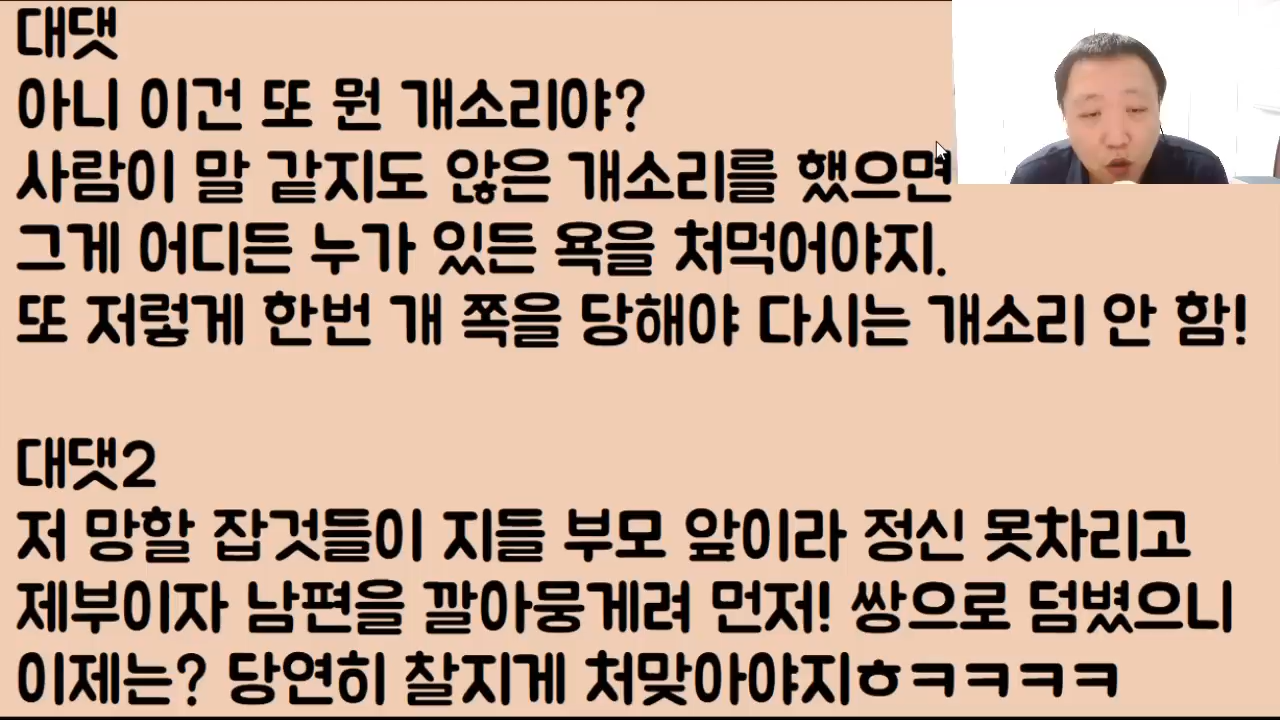 대댓
아니 이건 또 뭔 개소리야?
사람이 말 같지도 않은 개소리를 했으면
그게 어디든 누가 있든 욕을 처먹어야지.
또 저렇게 한번 개 쪽을 당해야 다시는 개소리 안 함!
대댓2
저 망할 잡것들이 지들 부모 앞이라 정신 못차리고
제부이자 남편을 깔아뭉게려 먼저! 쌍으로 덤볐으니
이제는? 당연히 찰지게 처맞아야지ㅎㅋㅋㅋㅋ